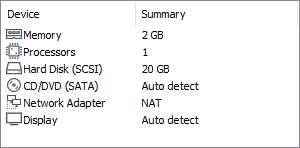 Device Summary
Memory 2 GB
Processors 1
Hard Disk (SCSI) 20 GB
CD/DVD (SATA) Auto detect
Network Adapter NAT
Display Auto detect